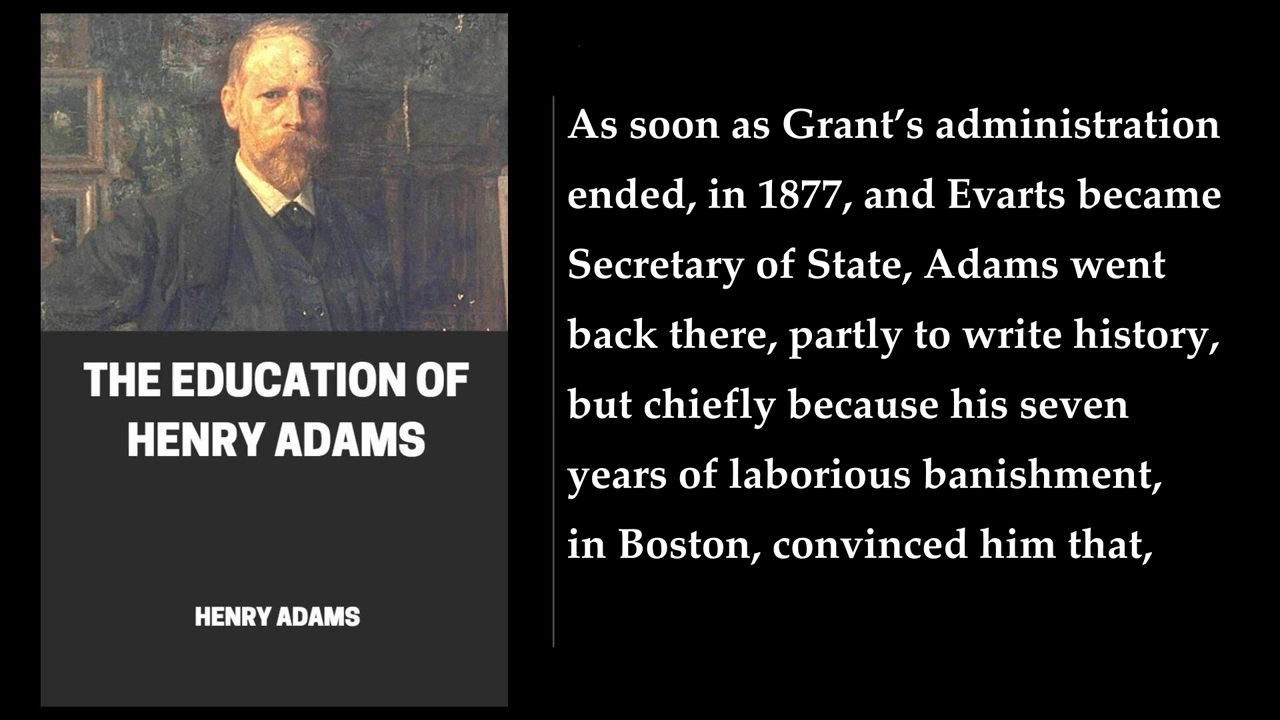 THE EDUCATION OF
HENRY ADAMS
HENRY ADAMS
As soon as Grant’s administration
ended, in 1877, and Evarts became
Secretary of State, Adams went
back there, partly to write history,
but chiefly because his seven
years of laborious banishment,
in Boston, convinced him that,